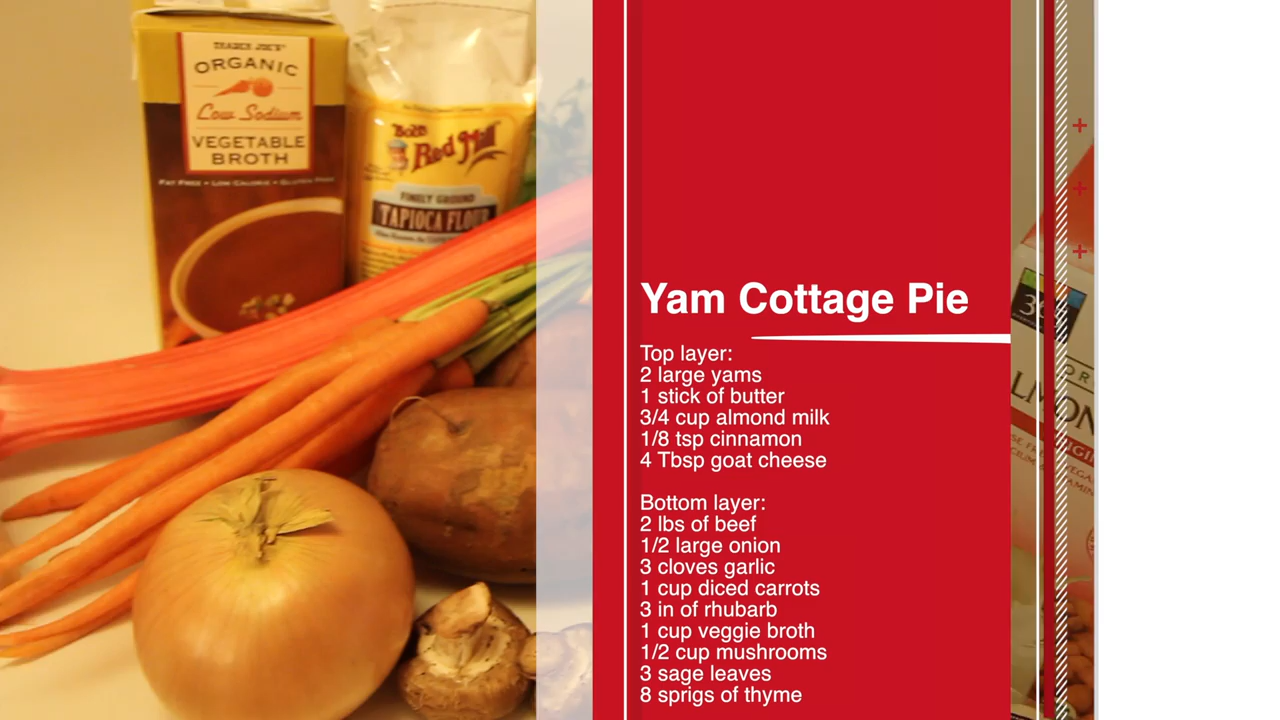 TRADER JOE'S
ORGANIC
Low Sodium
VEGETABLE
BROTH
FAT FREE • LOW CALORIE • GLUTEN FREE
Bob's
Red Mill
FINELY GROUND
TAPIOCA FLOUR
Yam Cottage Pie
Top layer:
2 large yams
1 stick of butter
3/4 cup almond milk
1/8 tsp cinnamon
4 Tbsp goat cheese
Bottom layer:
2 lbs of beef
1/2 large onion
3 cloves garlic
1 cup diced carrots
3 in of rhubarb
1 cup veggie broth
1/2 cup mushrooms
3 sage leaves
8 sprigs of thyme
+
+
+
36